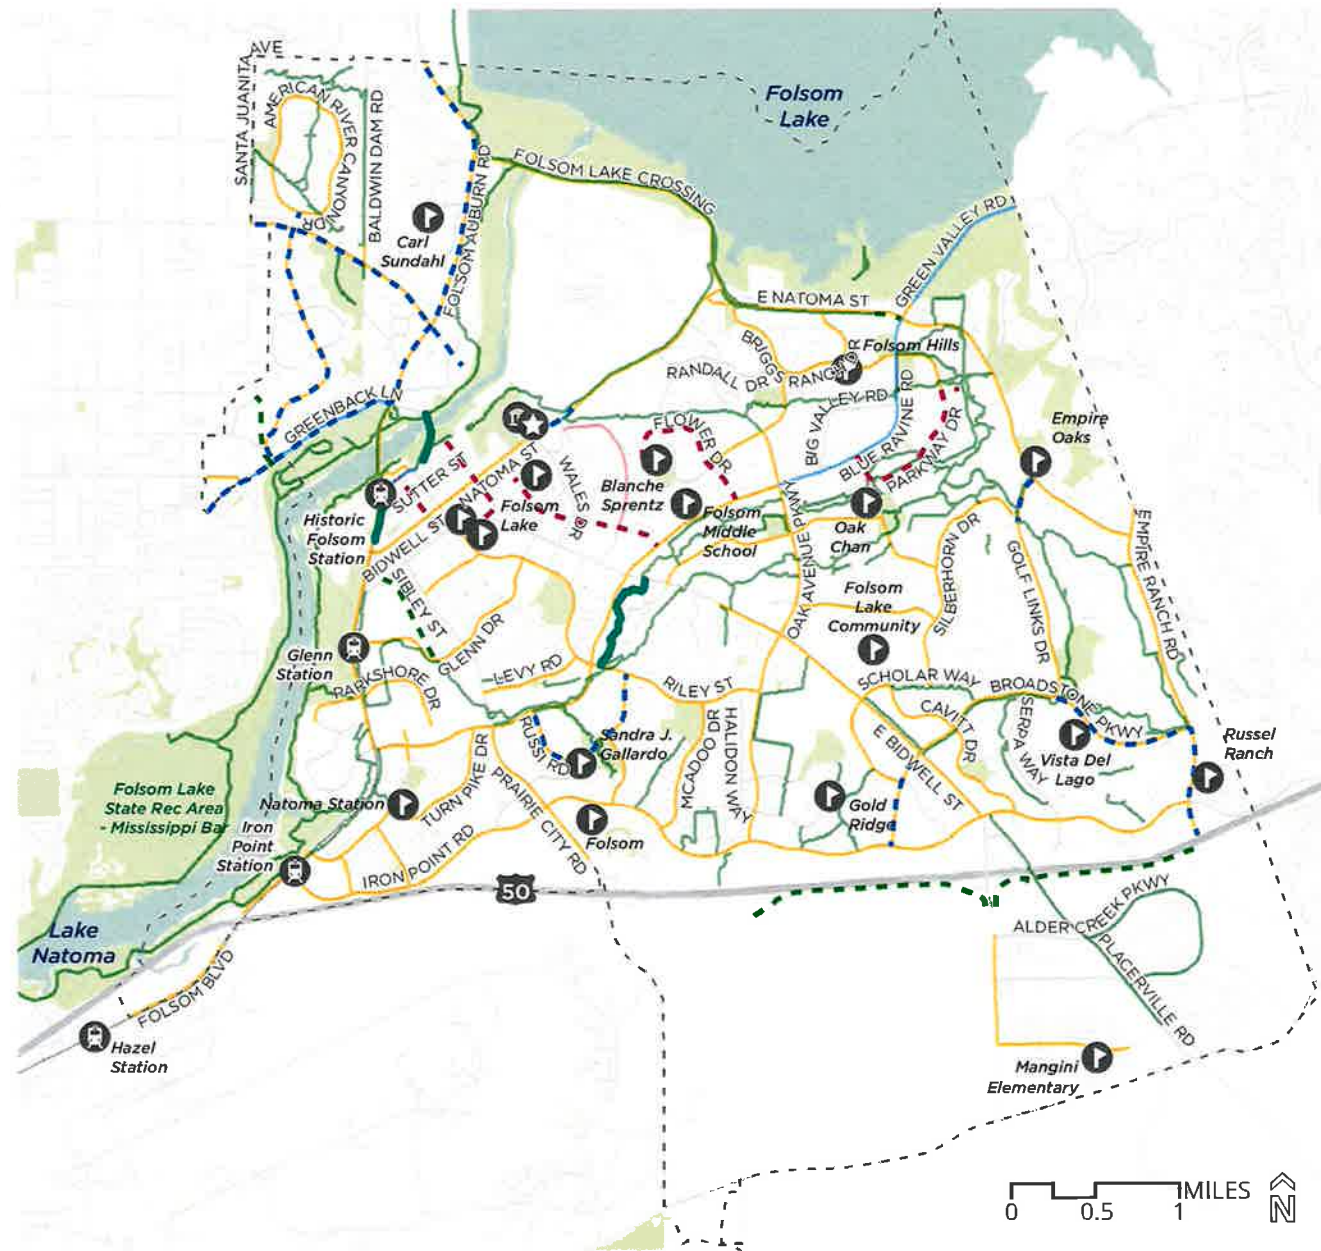 AVE
SANTA JUANITA
AMERICAN RIVER CANYON DR
BALDWIN DAM RD
Folsom
Lake
FOLSOM LAKE CROSSING
FOLSOM AUBURN RD
Carl
Sundahl
GREEN VALLEY RD
E NATOMA ST
BRIGGS RANCH DR
Folsom Hills
RANDALL DR
BIG VALLEY RD
GREENBACK LN
FLOWER DR
BLUE RAVINE RD
PARKWAY DR
Empire
Oaks
SUTTER ST
NATOMA ST
WALES DR
Blanche
Sprentz
Folsom
Lake
Historic
Folsom
Station
Folsom
Middle
School
OAK AVENUE PKWY
Oak
Chan
BIDWELL ST
SIBLEY ST
SILBERHORN DR
GOLF LINKS DR
EMPIRE RANCH RD
Folsom
Lake
Community
Glenn
Station
GLENN DR
LEVY RD
PARKSHORE DR
RILEY ST
SCHOLAR WAY
BROADSTONE PKWY
CAVITT DR
SERPA WAY
E BIDWELL ST
RUSSI RD
Sandra J.
Gallardo
MCADOO DR
HALIDON WAY
Vista Del
Lago
Russel
Ranch
Folsom Lake
State Rec Area
- Mississippi Bar
Natoma Station
TURN PIKE DR
PRAIRIE CITY RD
Gold
Ridge
Iron
Point
Station
IRON POINT RD
Folsom
50
Lake
Natoma
FOLSOM BLVD
ALDER CREEK PKWY
PLACERVILLE RD
Hazel
Station
Mangini
Elementary
MILES
0 0.5 1
N